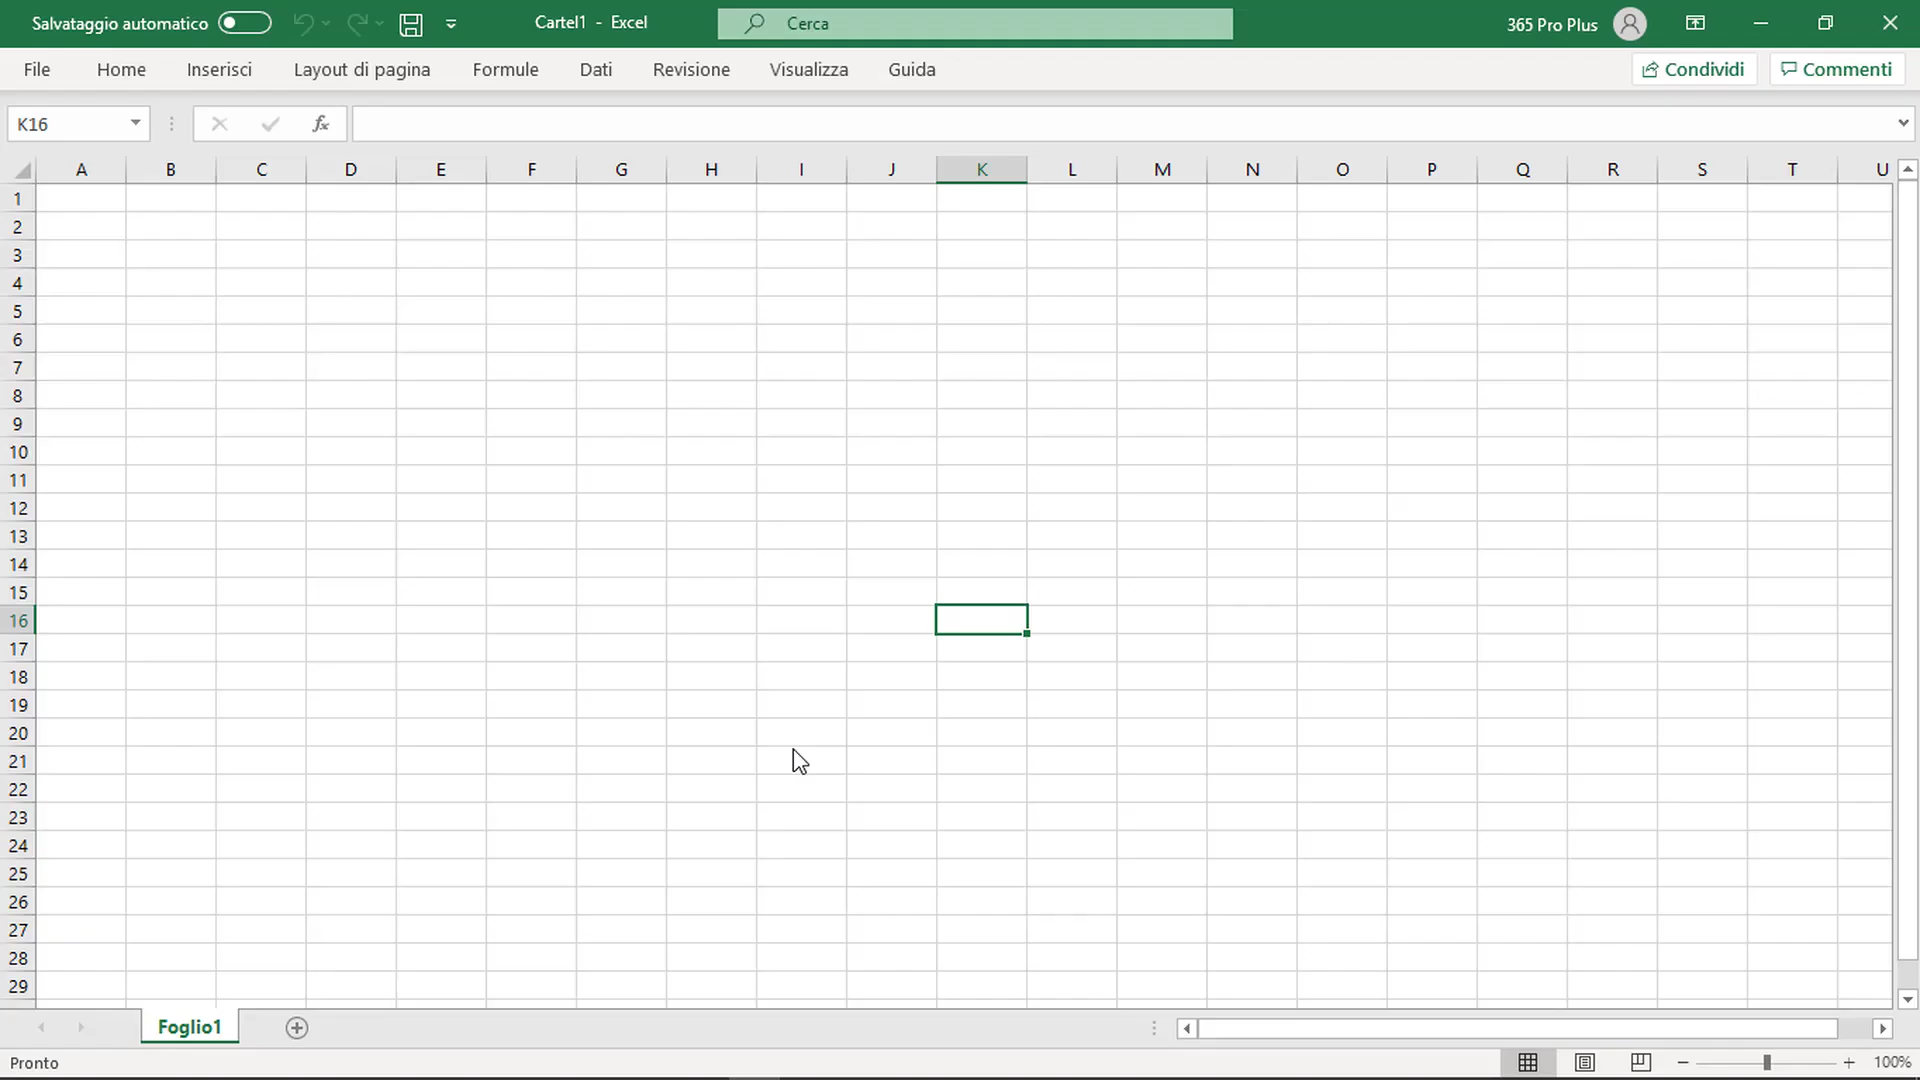 Salvataggio automatico
Cartel1 - Excel
Cerca
365 Pro Plus
File Home Inserisci Layout di pagina Formule Dati Revisione Visualizza Guida
Condividi Commenti
K16
fx
A B C D E F G H I J K L M N O P Q R S T U
1
2
3
4
5
6
7
8
9
10
11
12
13
14
15
16
17
18
19
20
21
22
23
24
25
26
27
28
29
Foglio1
Pronto
100%